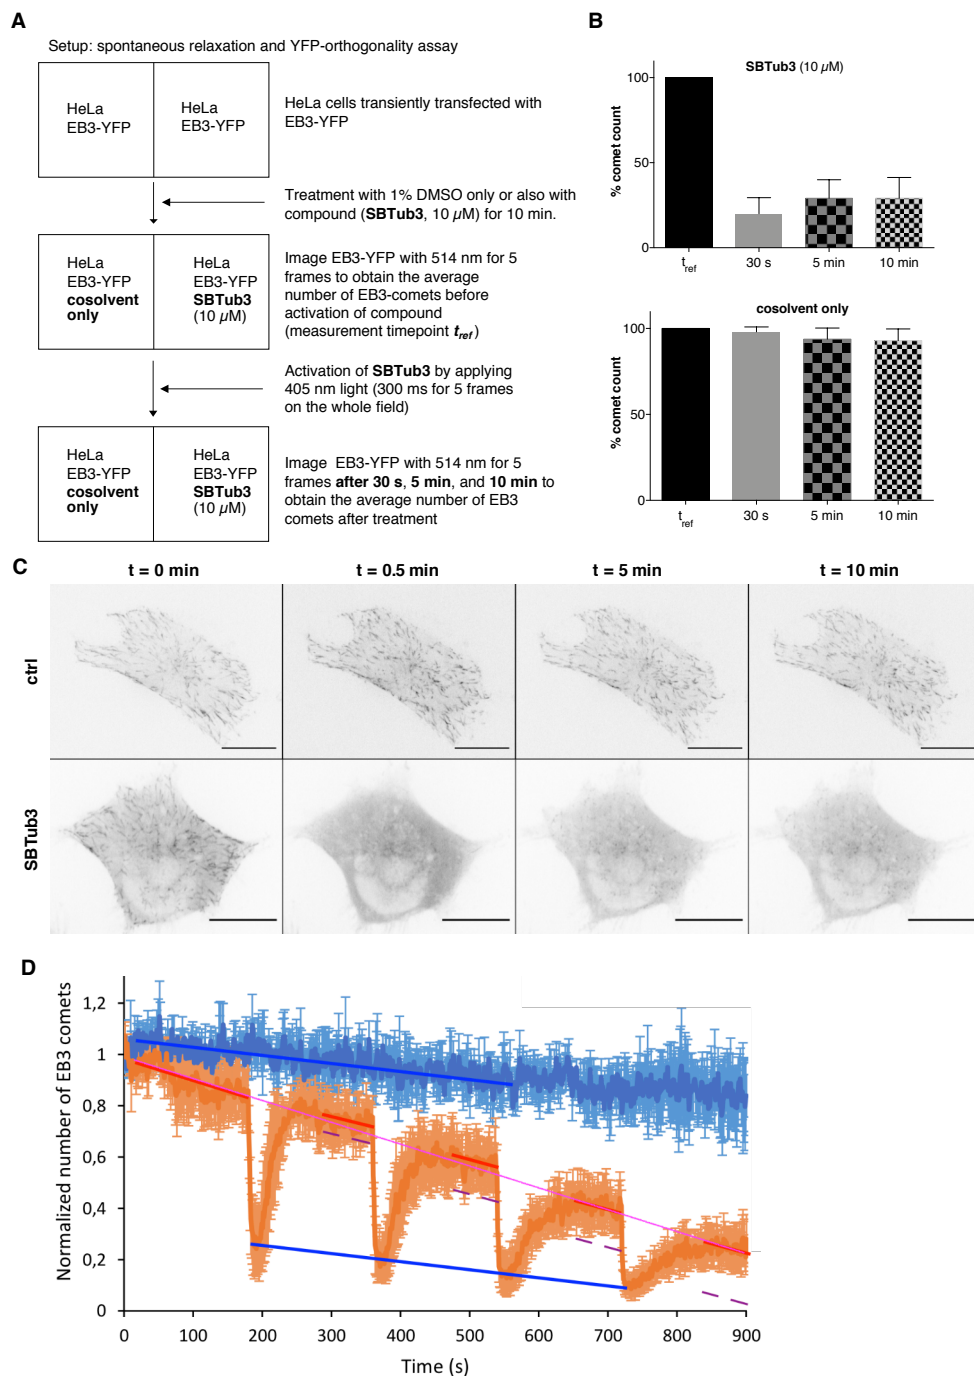 A
Setup: spontaneous relaxation and YFP-orthogonality assay
HeLa
EB3-YFP
HeLa
EB3-YFP
HeLa cells transiently transfected with
EB3-YFP
Treatment with 1% DMSO only or also with
compound (SBTub3, 10 µM) for 10 min.
HeLa
EB3-YFP
cosolvent
only
HeLa
EB3-YFP
SBTub3
(10 µM)
Image EB3-YFP with 514 nm for 5
frames to obtain the average
number of EB3-comets before
activation of compound
(measurement timepoint tref)
Activation of SBTub3 by applying
405 nm light (300 ms for 5 frames
on the whole field)
HeLa
EB3-YFP
cosolvent
only
HeLa
EB3-YFP
SBTub3
(10 µM)
Image EB3-YFP with 514 nm for 5
frames after 30 s, 5 min, and 10 min to
obtain the average number of EB3
comets after treatment
B
SBTub3 (10 µM)
% comet count
100
50
0
tref 30 s 5 min 10 min
cosolvent only
% comet count
100
50
0
tref 30 s 5 min 10 min
C
t = 0 min t = 0.5 min t = 5 min t = 10 min
ctrl
SBTub3
D
Normalized number of EB3 comets
1,2
1
0,8
0,6
0,4
0,2
0
0 100 200 300 400 500 600 700 800 900
Time (s)